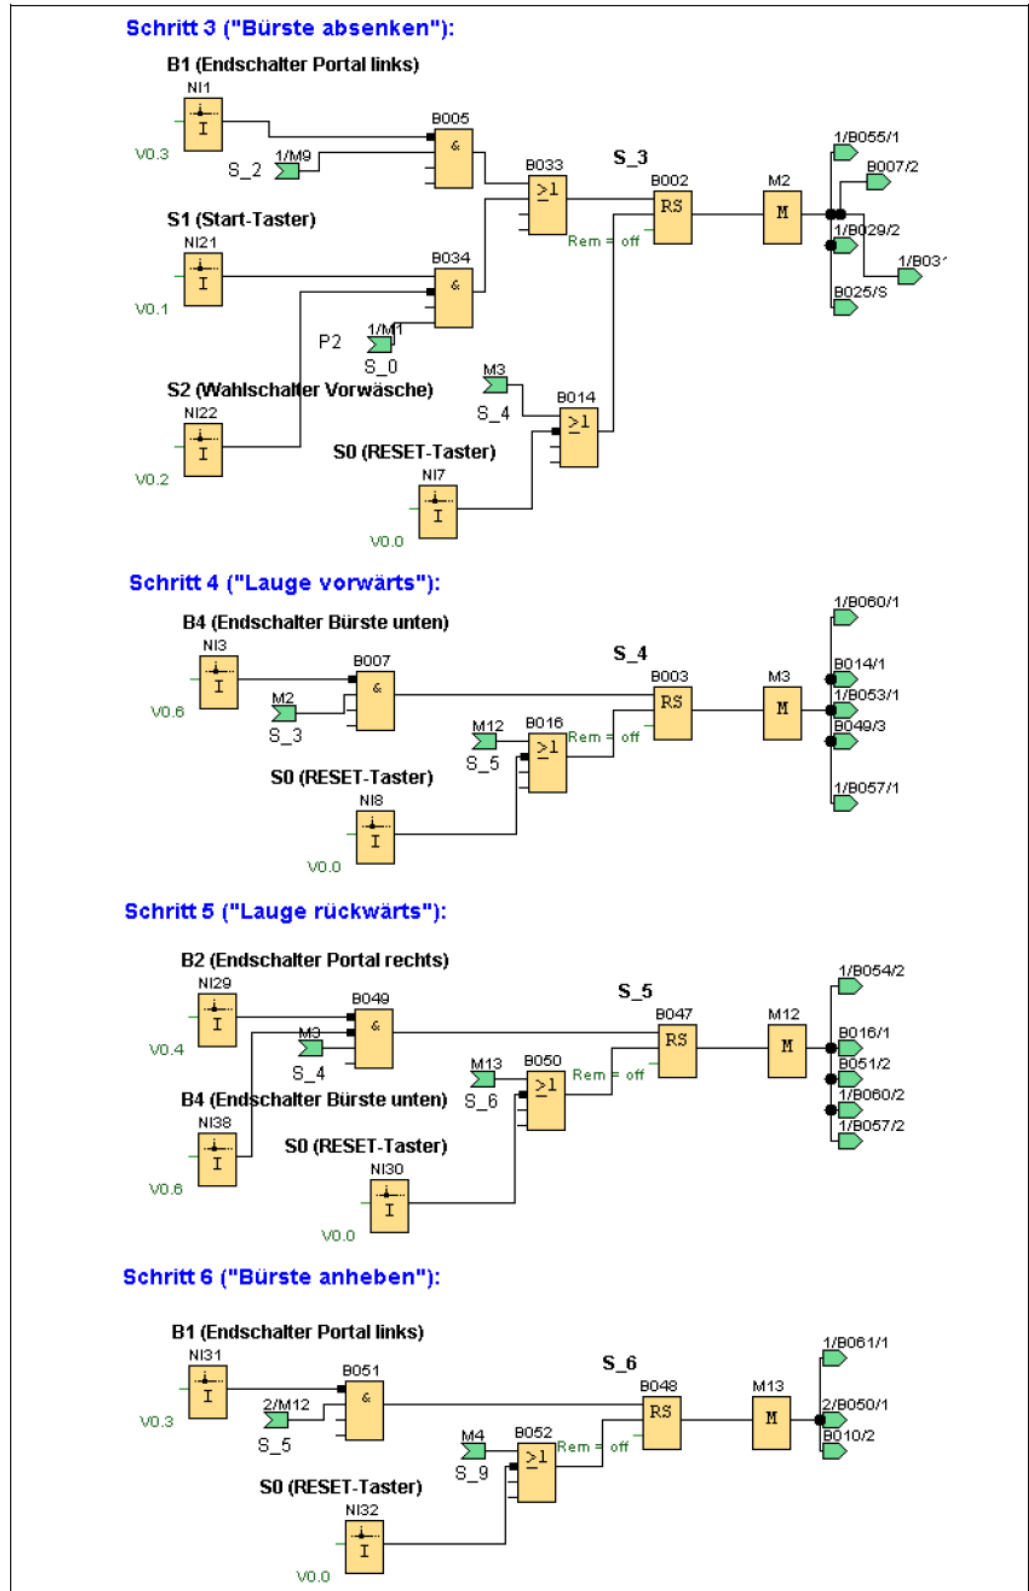 Schritt 3 ("Bürste absenken"):
B1 (Endschalter Portal links)
NI1
I
V0.3
S_2
1/M9
B005
&
B033
>1
S_3
B002
RS
Rem = off
M2
M
1/B055/1
B007/2
1/B029/2
1/B031
B025/S
S1 (Start-Taster)
NI21
I
V0.1
B034
&
P2
1/M1
S_0
S2 (Wahlschalter Vorwäsche)
NI22
I
V0.2
M3
S_4
B014
>1
S0 (RESET-Taster)
NI7
I
V0.0
Schritt 4 ("Lauge vorwärts"):
B4 (Endschalter Bürste unten)
NI3
I
V0.6
M2
S_3
B007
&
S_4
B003
RS
Rem = off
M3
M
1/B060/1
B014/1
1/B053/1
B049/3
1/B057/1
M12
S_5
B016
>1
S0 (RESET-Taster)
NI8
I
V0.0
Schritt 5 ("Lauge rückwärts"):
B2 (Endschalter Portal rechts)
NI29
I
V0.4
M3
S_4
B049
&
S_5
B047
RS
Rem = off
M12
M
1/B054/2
B016/1
B051/2
1/B060/2
1/B057/2
M13
S_6
B050
>1
B4 (Endschalter Bürste unten)
NI38
I
V0.6
S0 (RESET-Taster)
NI30
I
V0.0
Schritt 6 ("Bürste anheben"):
B1 (Endschalter Portal links)
NI31
I
V0.3
2/M12
S_5
B051
&
S_6
B048
RS
Rem = off
M13
M
1/B061/1
2/B050/1
B010/2
M4
S_9
B052
>1
S0 (RESET-Taster)
NI32
I
V0.0